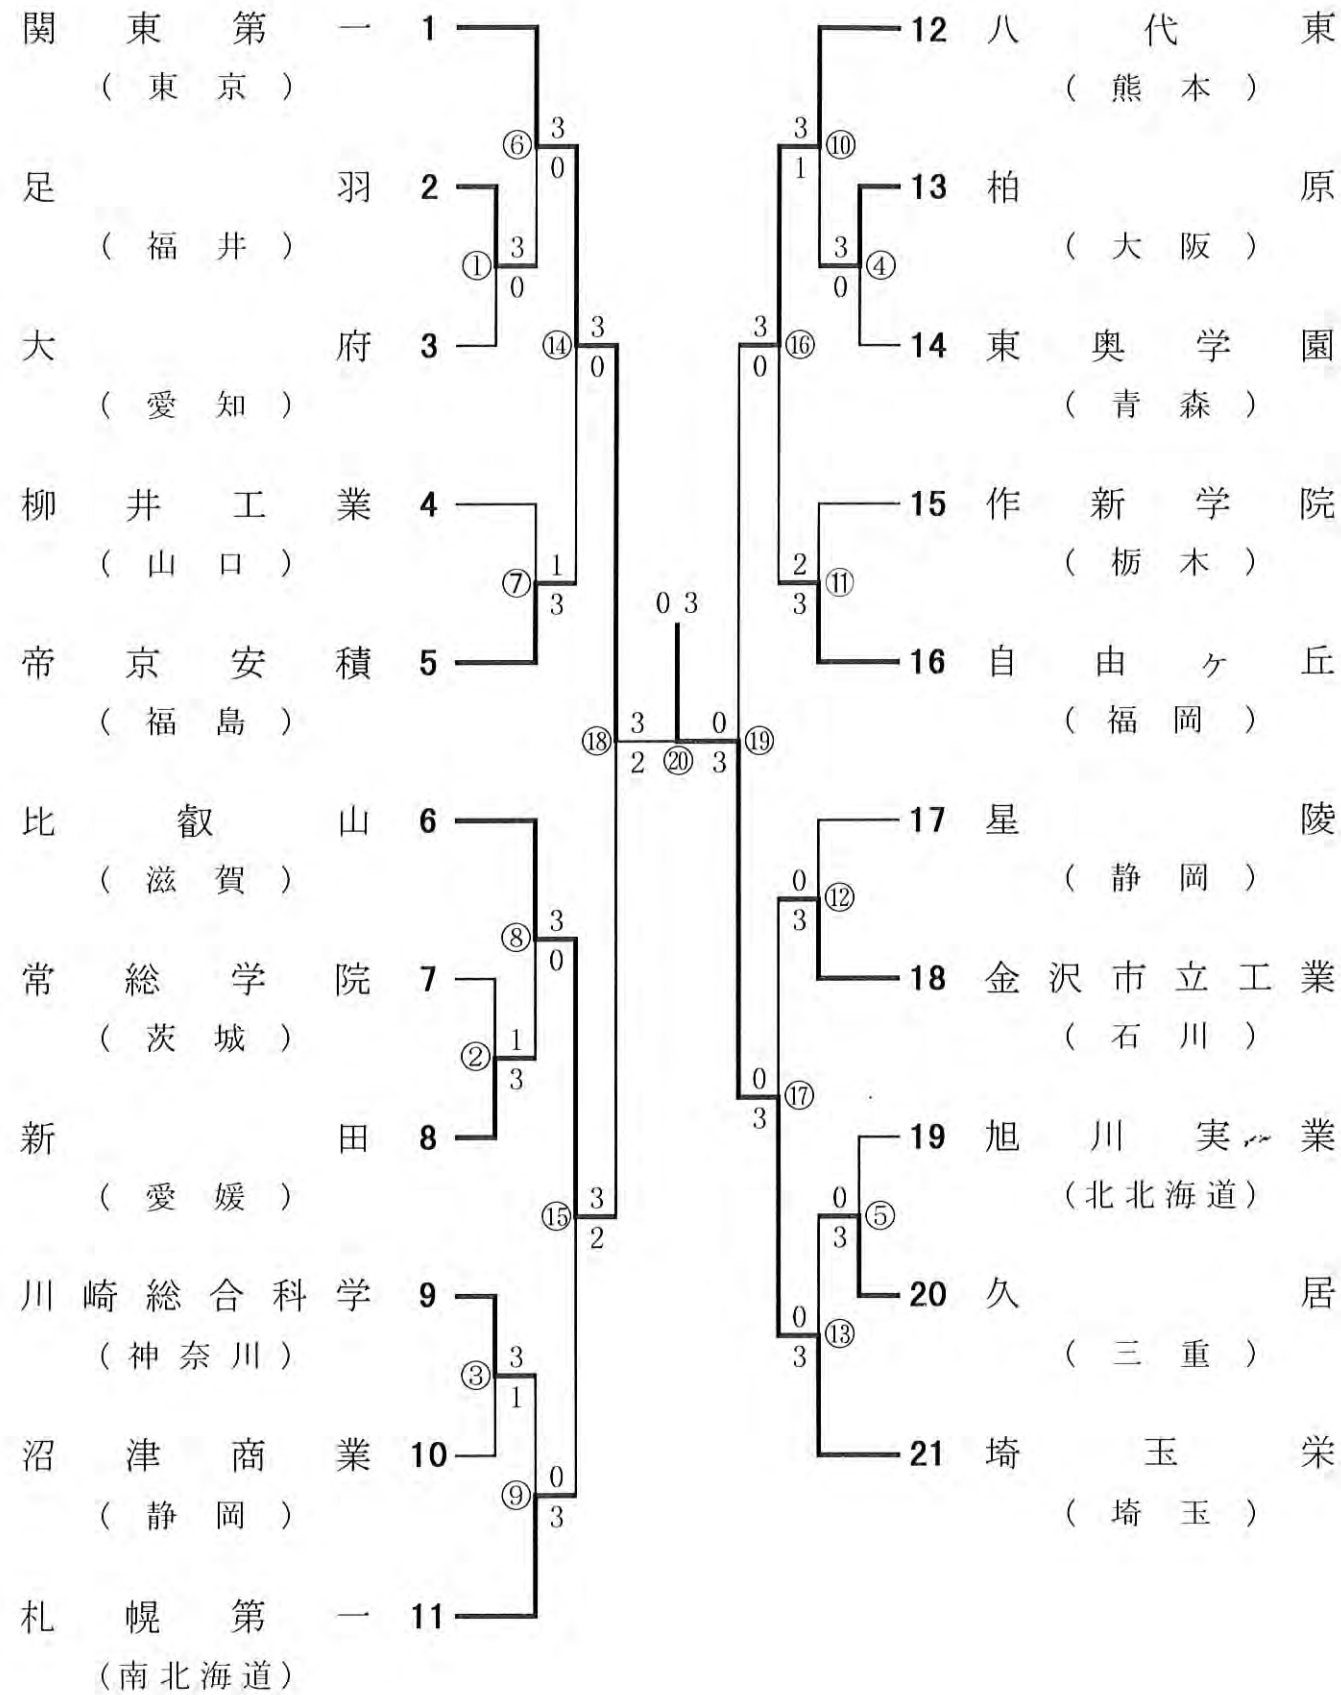 関東第一 1
(東京)
足羽 2
(福井)
大府 3
(愛知)
柳井工業 4
(山口)
帝京安積 5
(福島)
比叡山 6
(滋賀)
常総学院 7
(茨城)
新田 8
(愛媛)
川崎総合科学 9
(神奈川)
沼津商業 10
(静岡)
札幌第一 11
(南北海道)
⑥ 3
0
① 3
0
⑭ 3
0
⑦ 1
3
⑱ 3
2
⑧ 3
0
② 1
3
⑮ 3
2
③ 3
1
⑨ 0
3
0 3
⑳
3 ⑩
1
3 ④
0
3 ⑯
0
2 ⑪
3
0 ⑲
3
0 ⑫
3
0 ⑰
3
0 ⑤
3
0 ⑬
3
12 八代東
(熊本)
13 柏原
(大阪)
14 東奥学園
(青森)
15 作新学院
(栃木)
16 自由ヶ丘
(福岡)
17 星陵
(静岡)
18 金沢市立工業
(石川)
19 旭川実業
(北北海道)
20 久居
(三重)
21 埼玉栄
(埼玉)